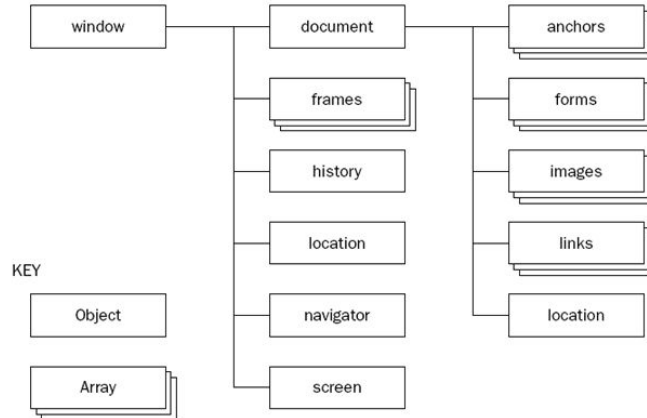 window
document
anchors
frames
forms
history
images
location
links
KEY
Object
navigator
location
Array
screen